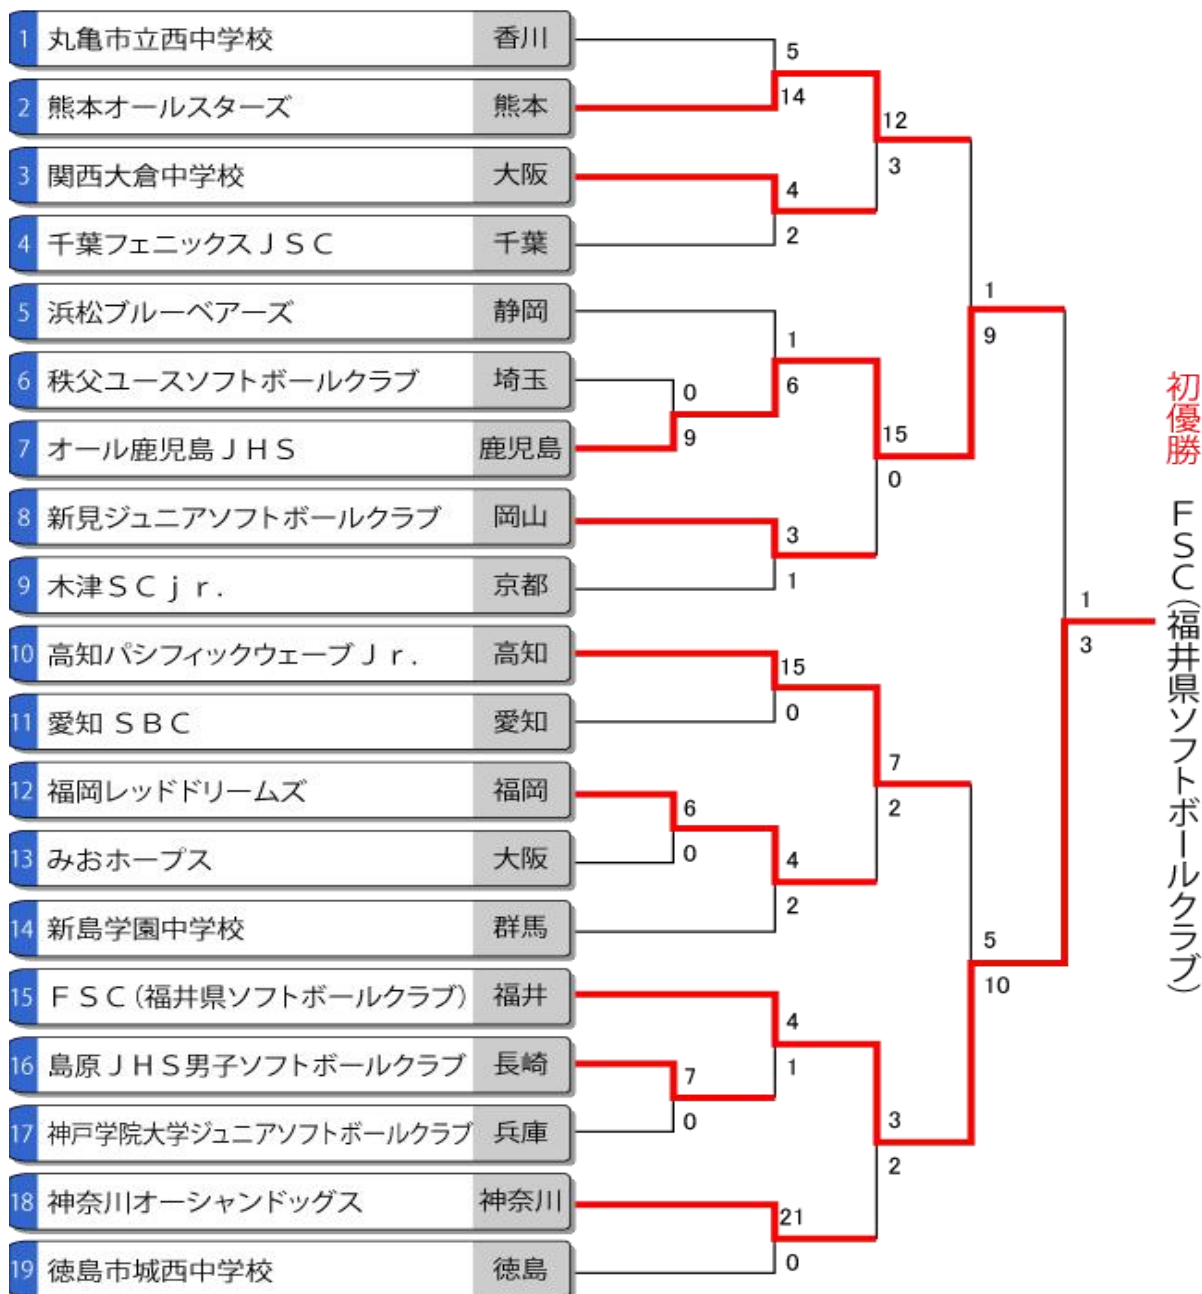 1 丸亀市立西中学校 香川
2 熊本オールスターズ 熊本
3 関西大倉中学校 大阪
4 千葉フェニックスＪＳＣ 千葉
5 浜松ブルーベアーズ 静岡
6 秩父ユースソフトボールクラブ 埼玉
7 オール鹿児島ＪＨＳ 鹿児島
8 新見ジュニアソフトボールクラブ 岡山
9 木津ＳＣｊｒ. 京都
10 高知パシフィックウェーブＪｒ. 高知
11 愛知 ＳＢＣ 愛知
12 福岡レッドドリームズ 福岡
13 みおホープス 大阪
14 新島学園中学校 群馬
15 ＦＳＣ(福井県ソフトボールクラブ) 福井
16 島原ＪＨＳ男子ソフトボールクラブ 長崎
17 神戸学院大学ジュニアソフトボールクラブ 兵庫
18 神奈川オーシャンドッグス 神奈川
19 徳島市城西中学校 徳島
0
9
6
0
7
0
5
14
4
2
1
6
3
1
15
0
4
2
4
1
21
0
12
3
15
0
7
2
3
2
1
9
5
10
1
3
初優勝 ＦＳＣ(福井県ソフトボールクラブ)